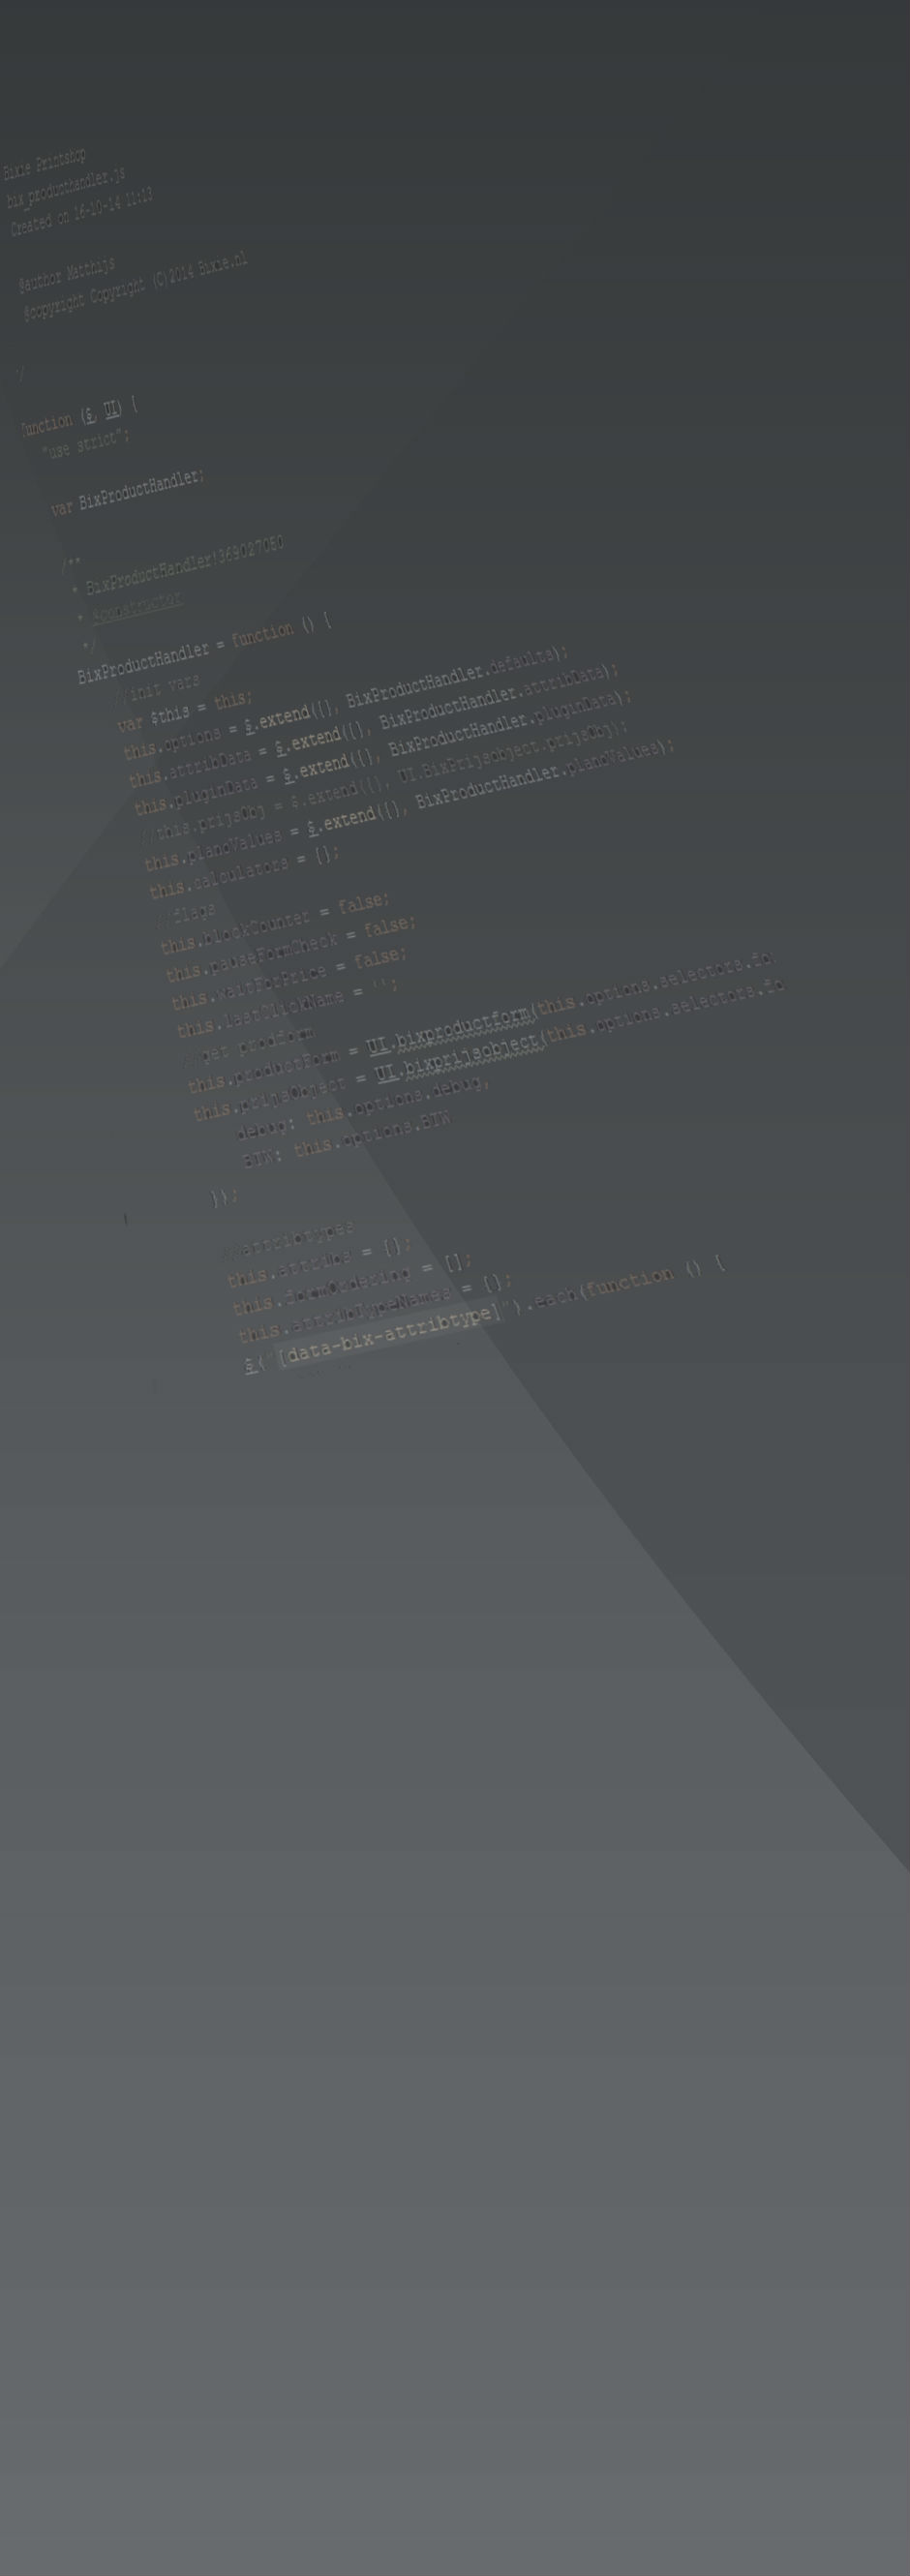 Bixie Printshop
bix_producthandler.js
Created on 16-10-14 11:13
@author Matthijs
@copyright Copyright (C)2014 Bixie.nl
*/
function ($, UI) {
"use strict";
var BixProductHandler;
/**
* BixProductHandler!369027050
* @constructor
*/
BixProductHandler = function () {
//init vars
var $this = this;
this.options = $.extend({}, BixProductHandler.defaults);
this.attribData = $.extend({}, BixProductHandler.attribData);
this.pluginData = $.extend({}, BixProductHandler.pluginData);
//this.prijsObj = $.extend({}, UI.BixPrijsobject.prijsObj);
this.planoValues = $.extend({}, BixProductHandler.planoValues);
this.calculators = {};
//flags
this.blockCounter = false;
this.pauseFormCheck = false;
this.waitForPrice = false;
this.lastClickName = '';
//get prodform
this.productForm = UI.bixproductform(this.options.selectors.fo
this.prijsObject = UI.bixprijsobject(this.options.selectors.fo
debug: this.options.debug,
BTW: this.options.BTW
});
//attribtypes
this.attribs = {};
this.formOrdering = [];
this.attribTypeNames = [];
$("[data-bix-attribtype]").each(function () {